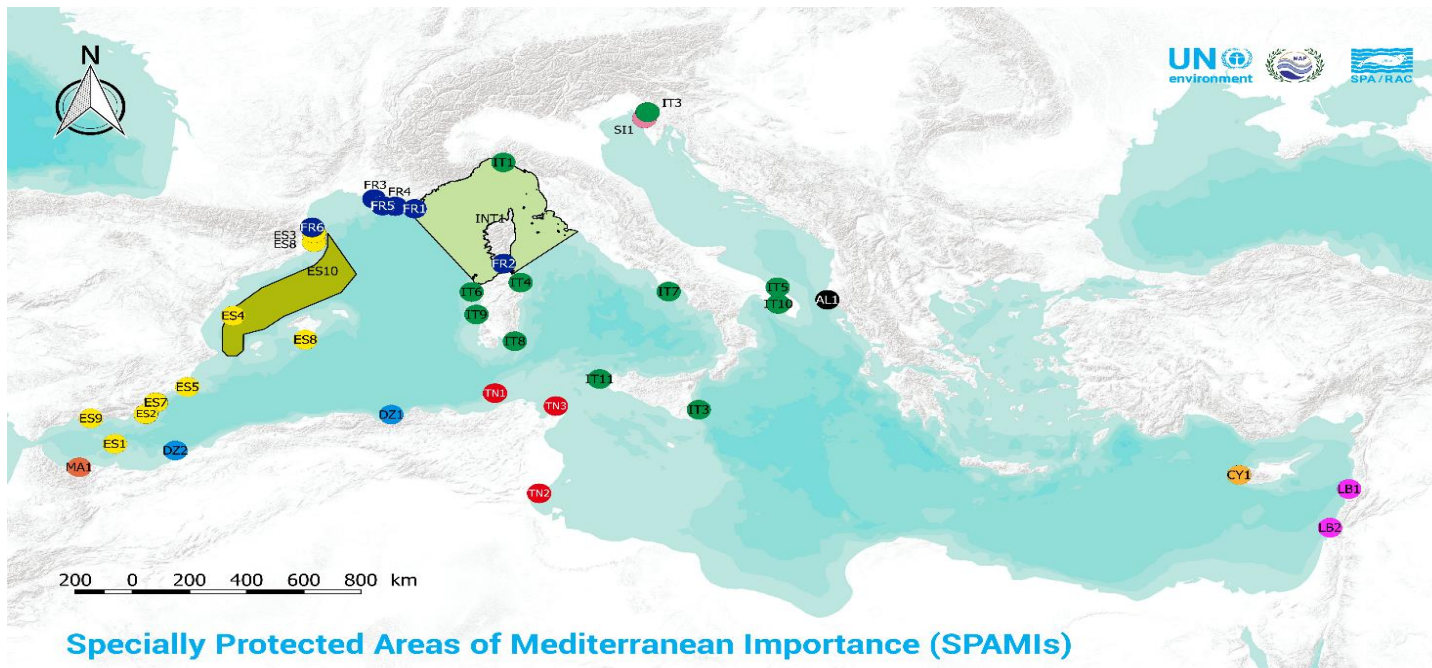 N
UN
environment
MAP
SPA/RAC
IT3
SI1
IT1
FR3
FR4
FR5
FR1
INT1
FR6
ES3
ES8
FR2
ES10
IT4
IT6
IT7
IT5
IT10
AL1
ES4
IT9
ES8
IT8
IT11
ES5
TN1
ES7
TN3
ES2
ES9
DZ1
IT3
ES1
DZ2
MA1
CY1
TN2
LB1
LB2
200 0 200 400 600 800 km
Specially Protected Areas of Mediterranean Importance (SPAMIs)